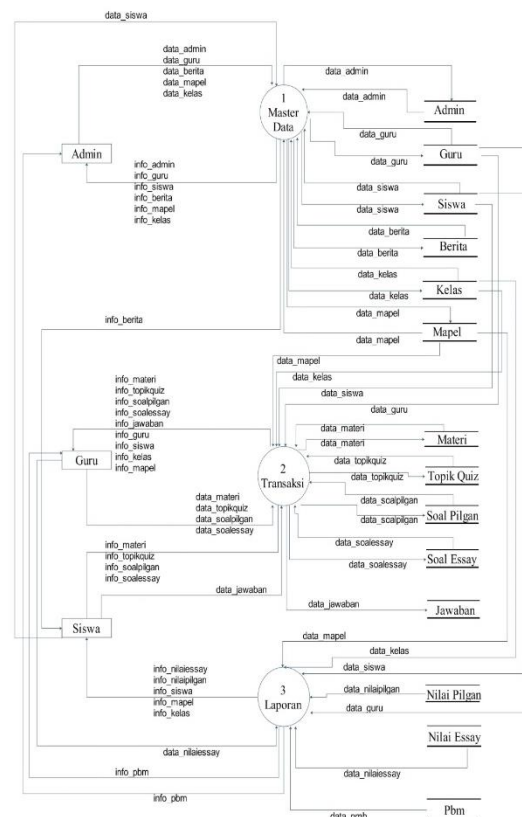 data_siswa
data_admin
data_guru
data_berita
data_mapel
data_kelas
1
Master
Data
data_admin
data_admin
Admin
data_guru
data_guru
Guru
Admin
info_admin
info_guru
info_siswa
info_berita
info_mapel
info_kelas
data_siswa
data_siswa
Siswa
data_berita
data_berita
Berita
data_kelas
data_kelas
Kelas
data_mapel
data_mapel
Mapel
info_berita
data_mapel
data_kelas
data_siswa
data_guru
info_materi
info_topikquiz
info_soalpilgan
info_soalessay
info_jawaban
info_guru
info_siswa
info_kelas
info_mapel
Guru
data_materi
data_materi
Materi
2
Transaksi
data_topikquiz
data_topikquiz
Topik Quiz
data_materi
data_topikquiz
data_soalpilgan
data_soalessay
data_scalpilgan
data_scalpilgan
Soal Pilgan
data_scalessay
data_soalessay
Soal Essay
info_materi
info_topikquiz
info_soalpilgan
info_soalessay
data_jawaban
data_jawaban
Jawaban
Siswa
data_mapel
data_kelas
data_siswa
info_nilaiessay
info_nilaipilgan
info_siswa
info_mapel
info_kelas
3
Laporan
data_nilaipilgan
Nilai Pilgan
data_guru
Nilai Essay
data_nilaiessay
data_nilaiessay
info_pbm
info_pbm
data_pmb
Pbm